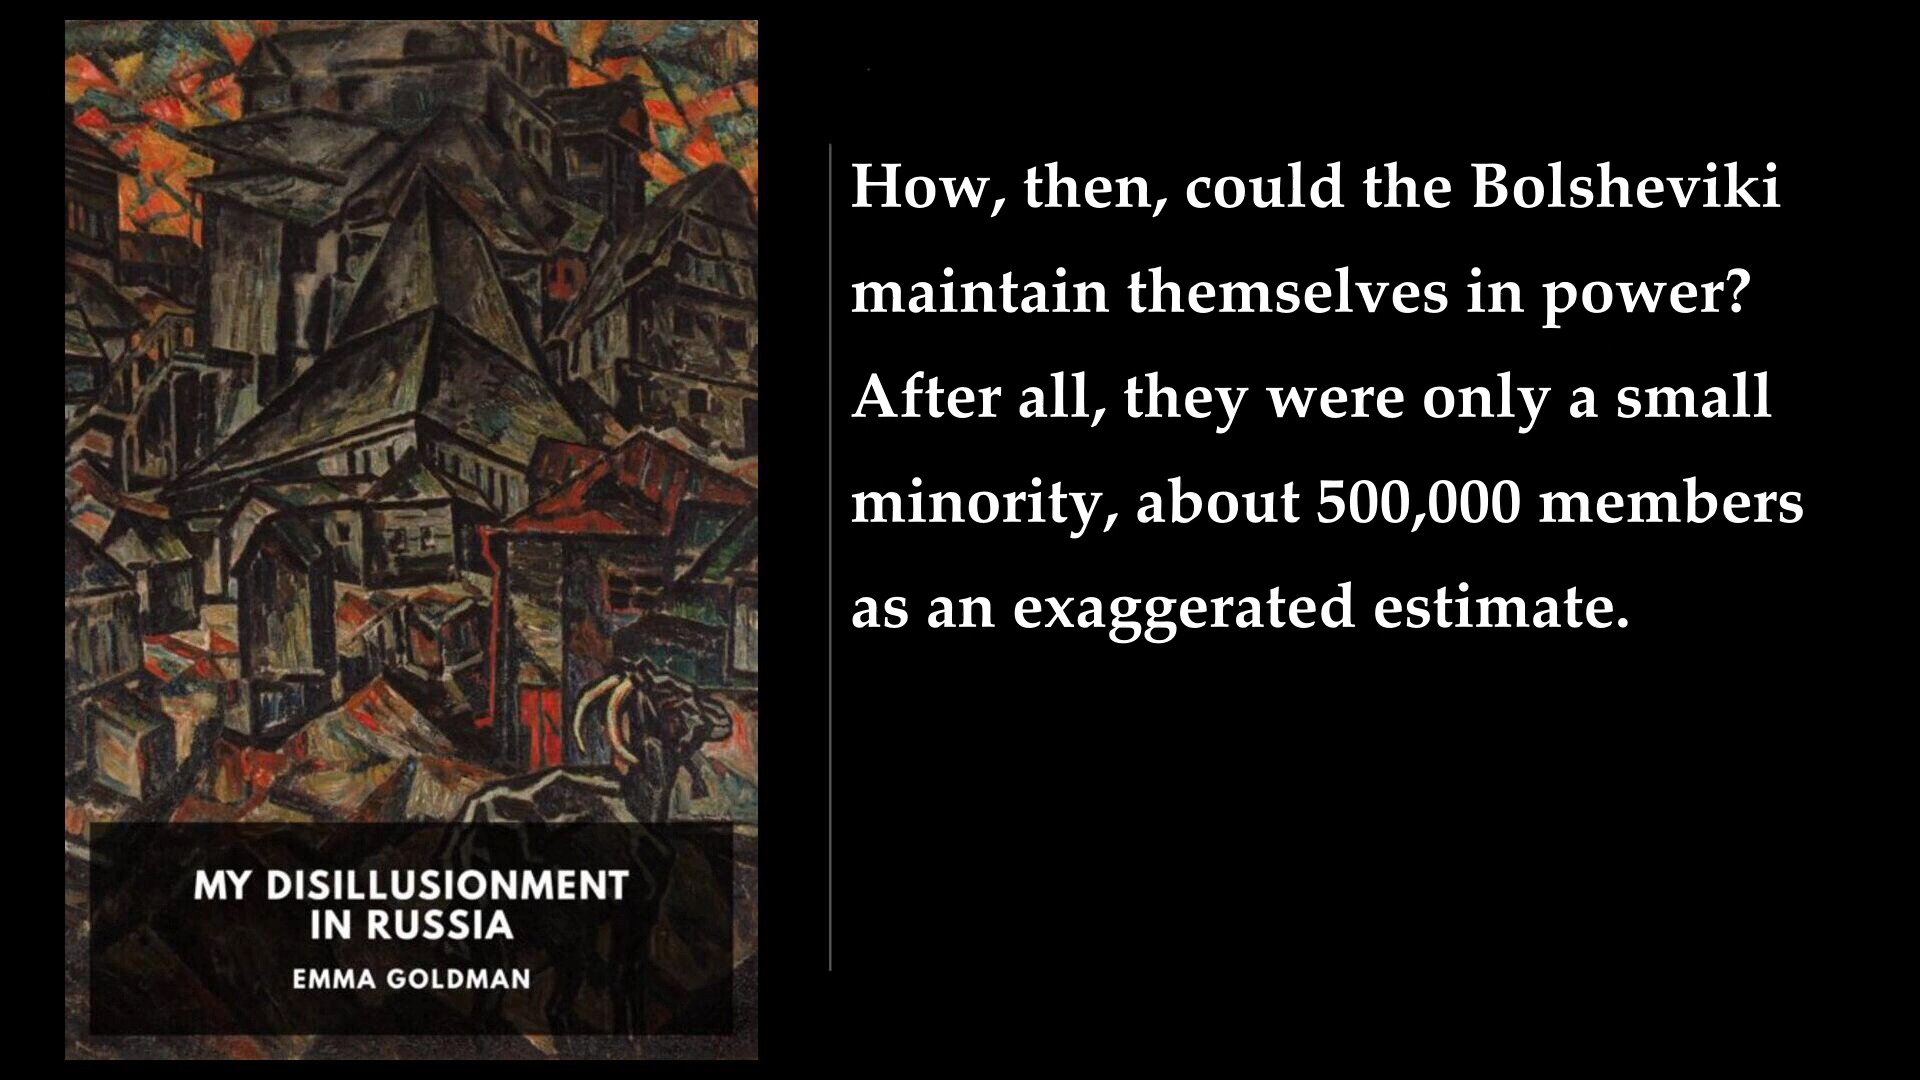 How, then, could the Bolsheviki
maintain themselves in power?
After all, they were only a small
minority, about 500,000 members
as an exaggerated estimate.
MY DISILLUSIONMENT
IN RUSSIA
EMMA GOLDMAN